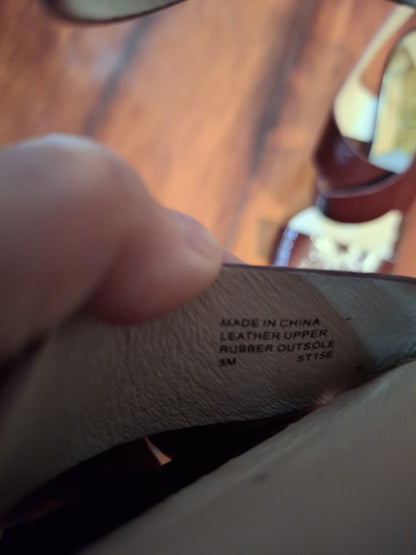 MADE IN CHINA
LEATHER UPPER
RUBBER OUTSOLE
8M ST15E